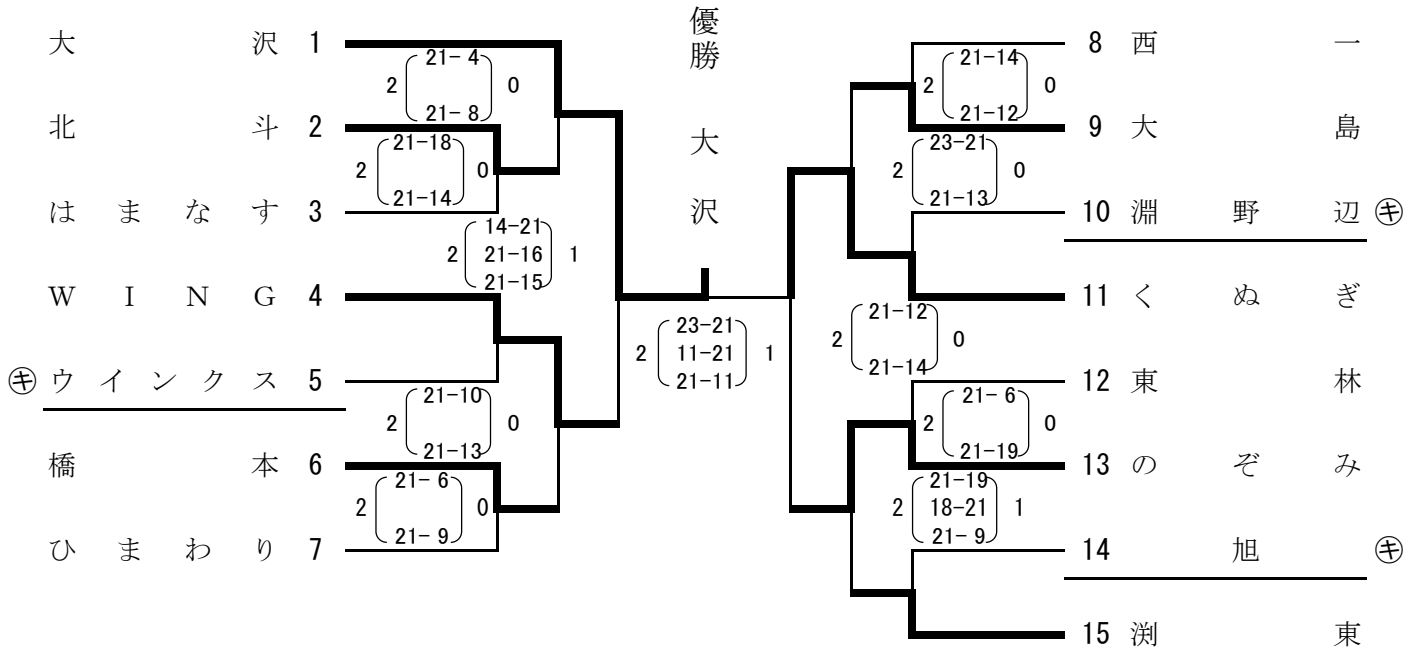 優勝 大沢
大沢 1
21- 4
2 0
21- 8
北斗 2
21-18
2 0
21-14
はまなす 3
14-21
2 21-16 1
21-15
WING 4
㋖ ウインクス 5
21-10
2 0
21-13
橋本 6
21- 6
2 0
21- 9
ひまわり 7
23-21
2 11-21 1
21-11
8 西一
21-14
2 0
21-12
9 大島
23-21
2 0
21-13
10 淵野辺 ㋖
11 くぬぎ
21-12
2 0
21-14
12 東林
21- 6
2 0
21-19
13 のぞみ
21-19
2 18-21 1
21- 9
14 旭 ㋖
15 渕東